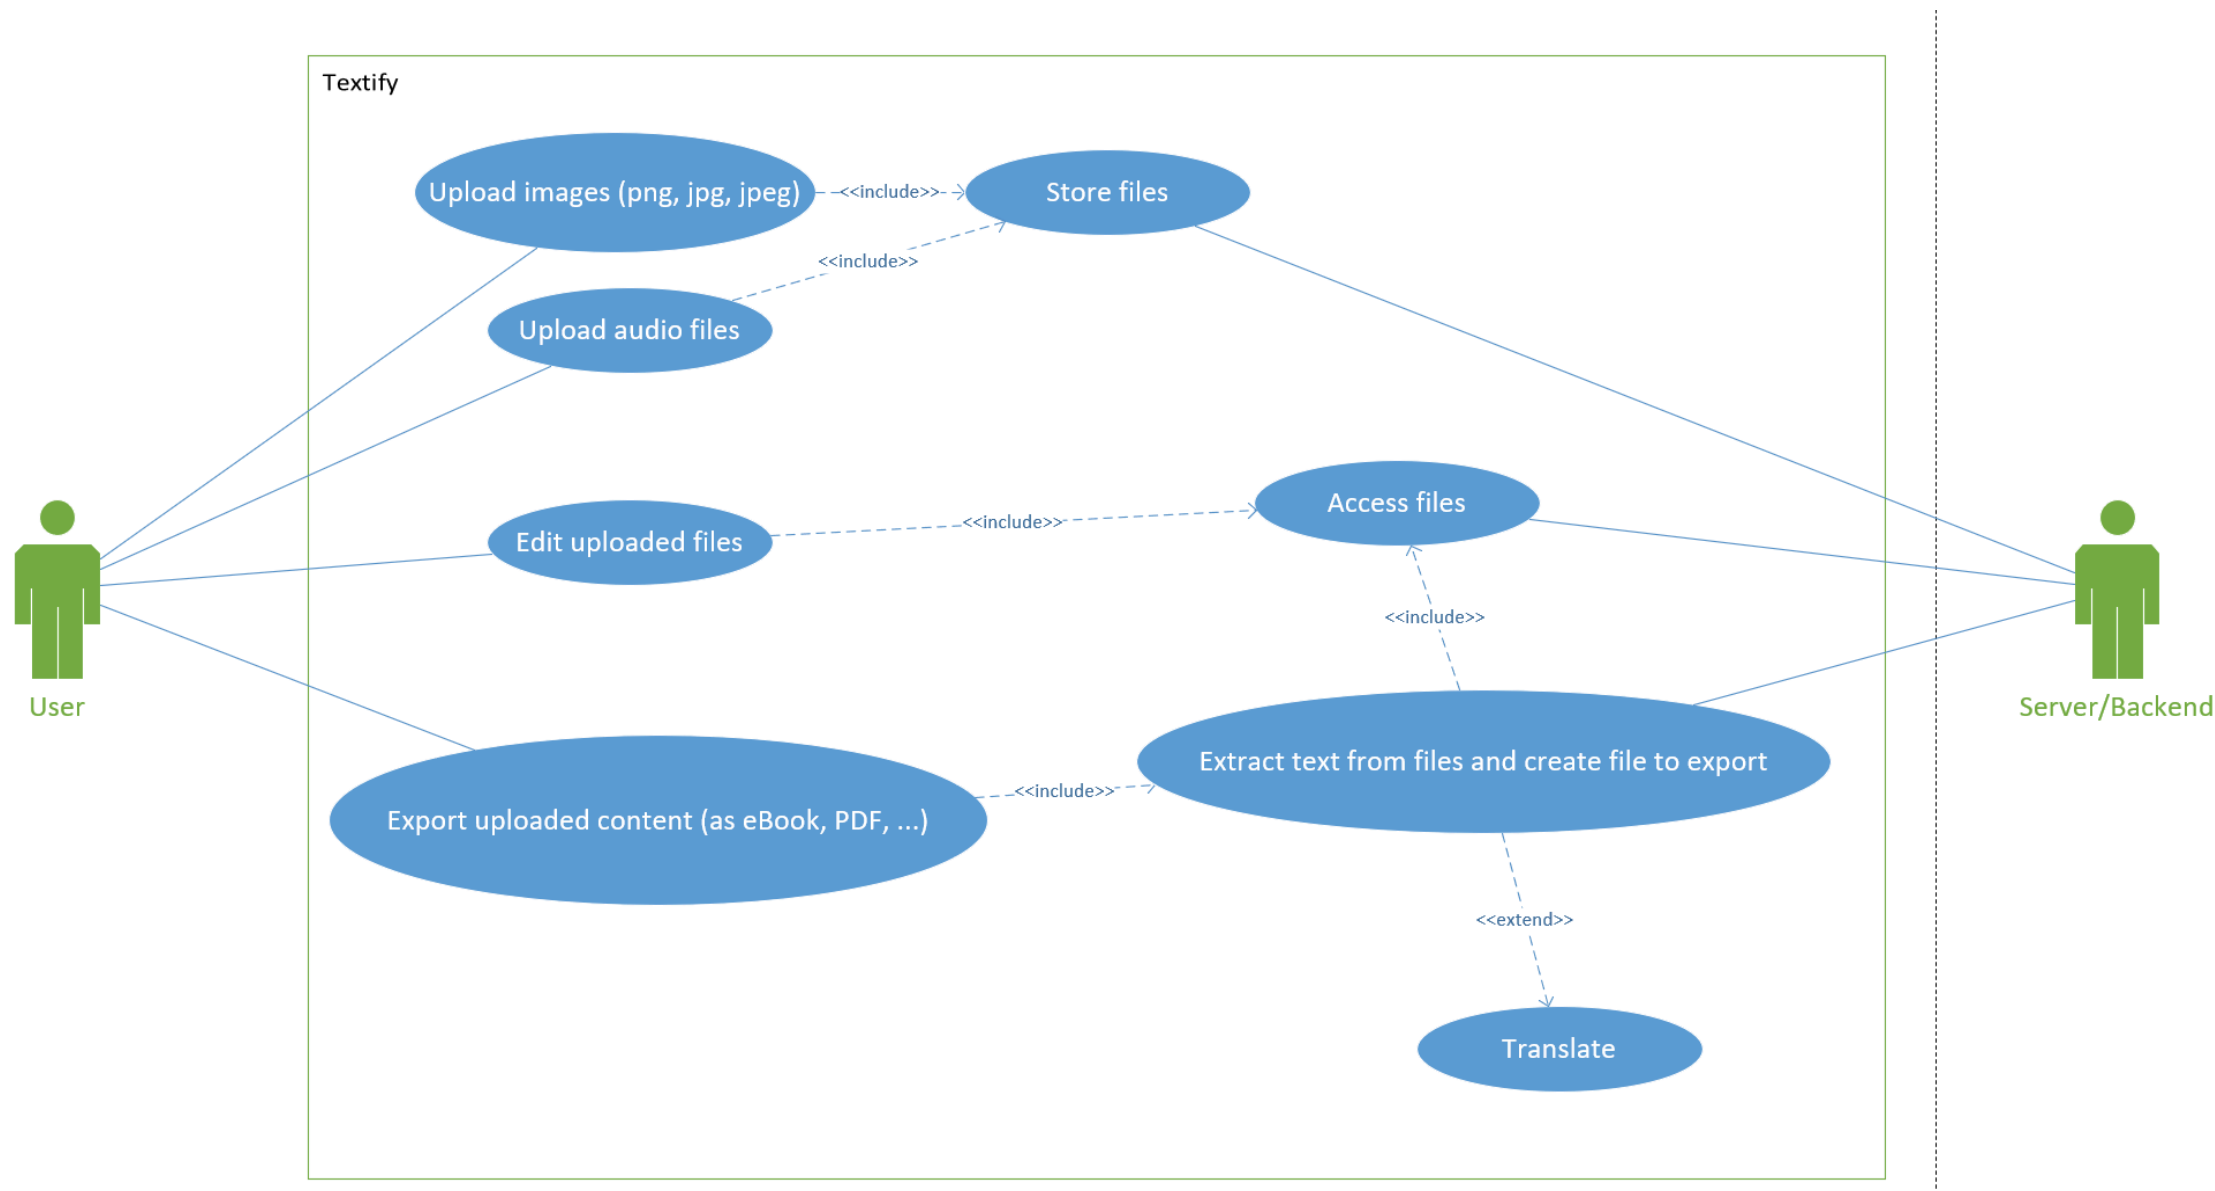 Textify
Upload images (png, jpg, jpeg)
<<include>>
Store files
<<include>>
Upload audio files
Access files
<<include>>
Edit uploaded files
<<include>>
User
Server/Backend
Extract text from files and create file to export
<<include>>
Export uploaded content (as eBook, PDF, ...)
<<extend>>
Translate